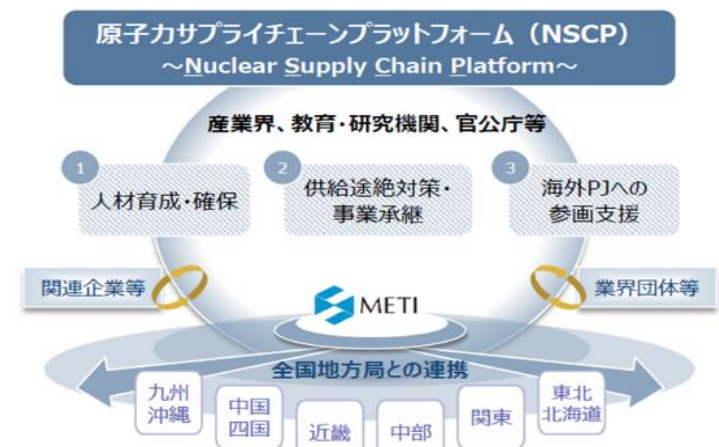 原子力サプライチェーンプラットフォーム（NSCP）
～Nuclear Supply Chain Platform～
産業界、教育・研究機関、官公庁等
1
人材育成・確保
2
供給途絶対策・
事業承継
3
海外PJへの
参画支援
関連企業等
業界団体等
METI
全国地方局との連携
九州
沖縄
中国
四国
近畿
中部
関東
東北
北海道